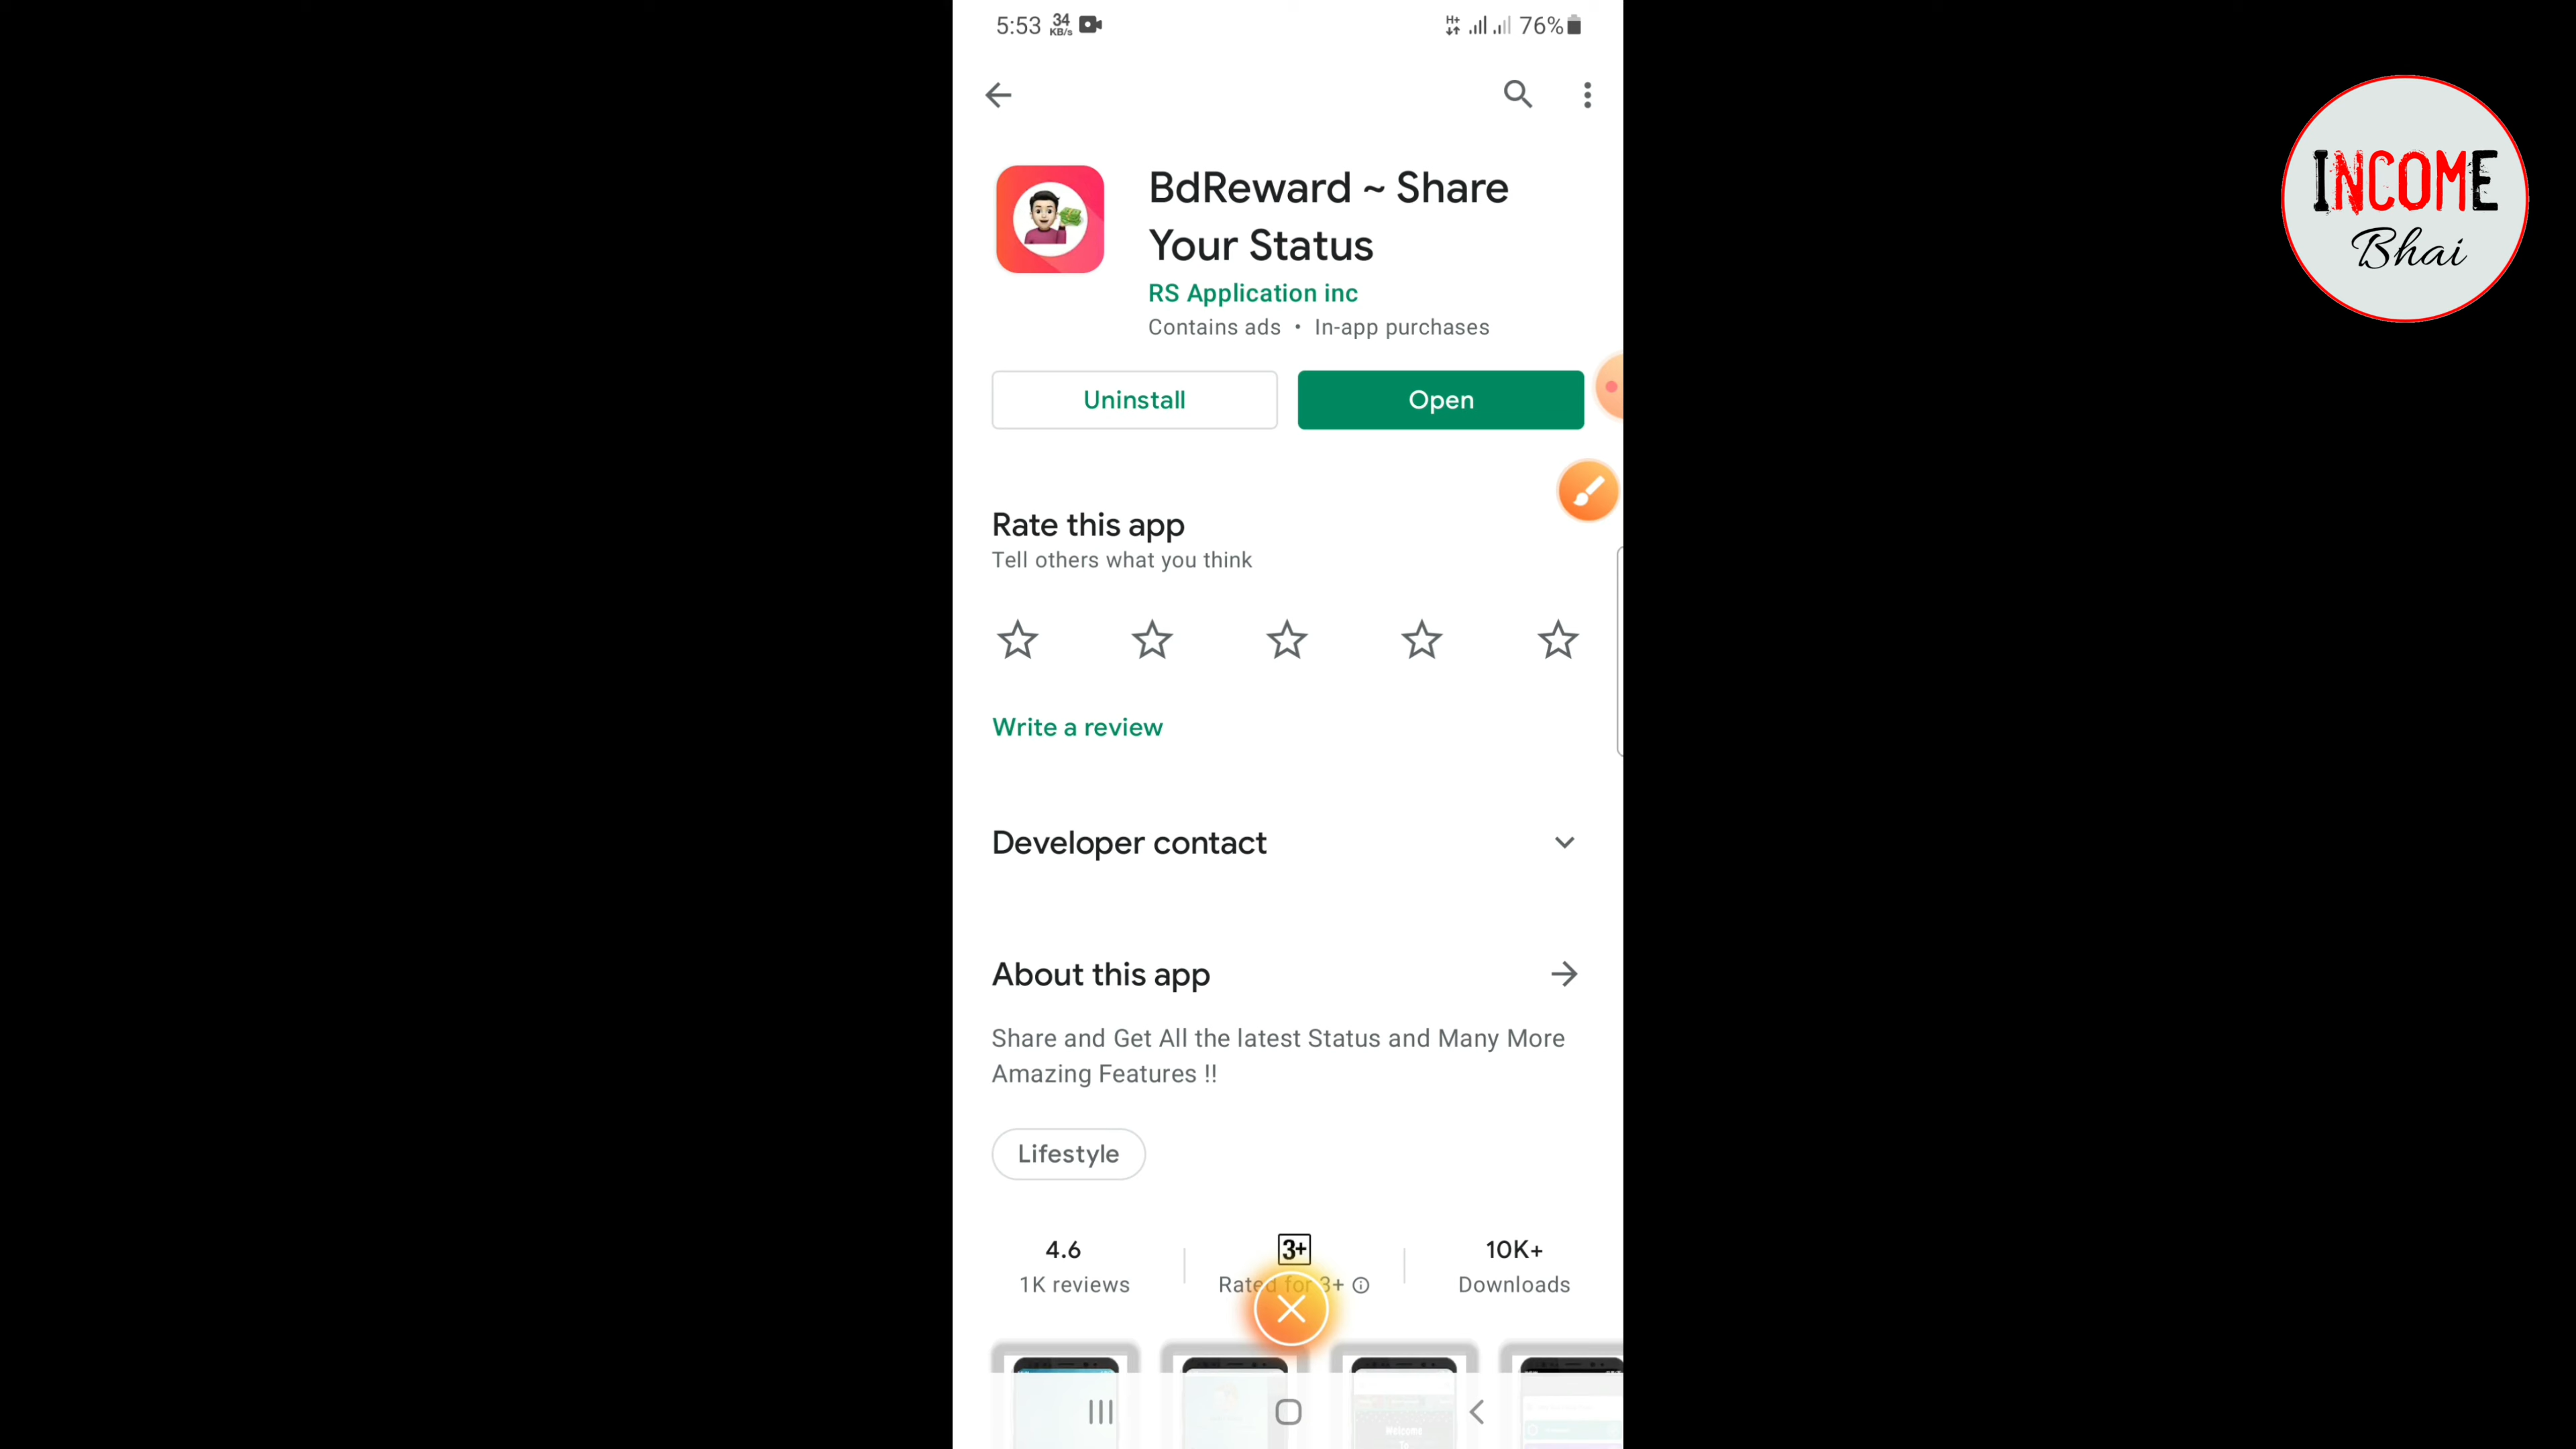 5:53 34 KB/s H+ 76%
INCOME
Bhai
BdReward ~ Share
Your Status
RS Application inc
Contains ads • In-app purchases
Uninstall Open
Rate this app
Tell others what you think
Write a review
Developer contact
About this app
Share and Get All the latest Status and Many More
Amazing Features !!
Lifestyle
4.6 3+ 10K+
1K reviews Rated for 3+ Downloads
Welcome
To